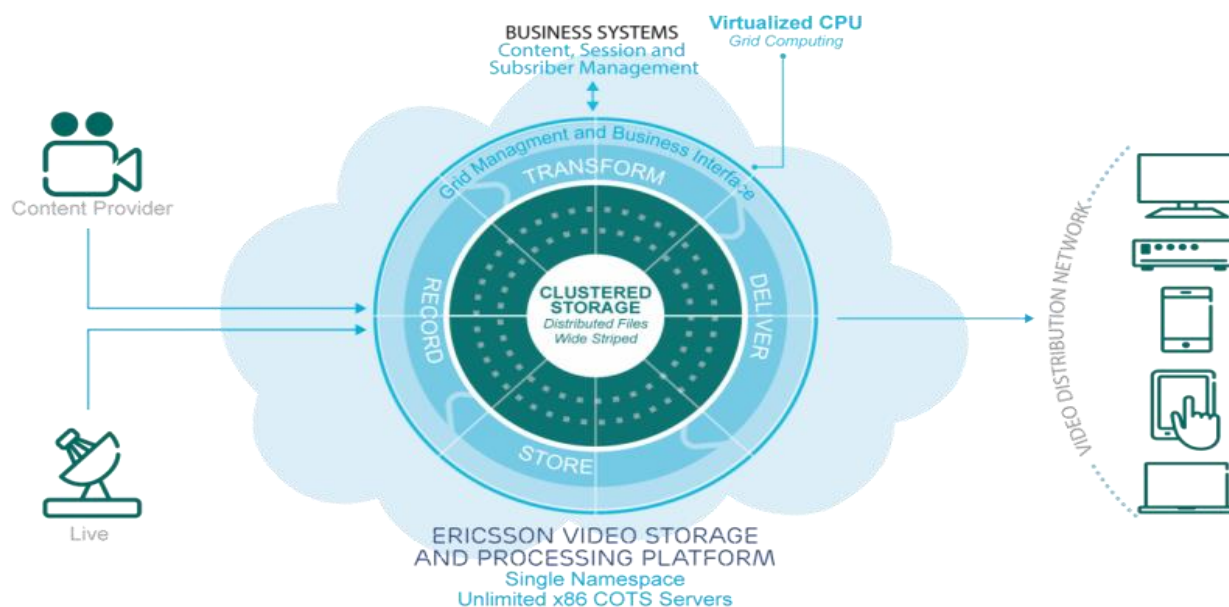 BUSINESS SYSTEMS
Content, Session and
Subsriber Management
Virtualized CPU
Grid Computing
Content Provider
Live
Grid Managment and Business Interface
TRANSFORM
RECORD
DELIVER
STORE
CLUSTERED
STORAGE
Distributed Files
Wide Striped
VIDEO DISTRIBUTION NETWORK
ERICSSON VIDEO STORAGE
AND PROCESSING PLATFORM
Single Namespace
Unlimited x86 COTS Servers